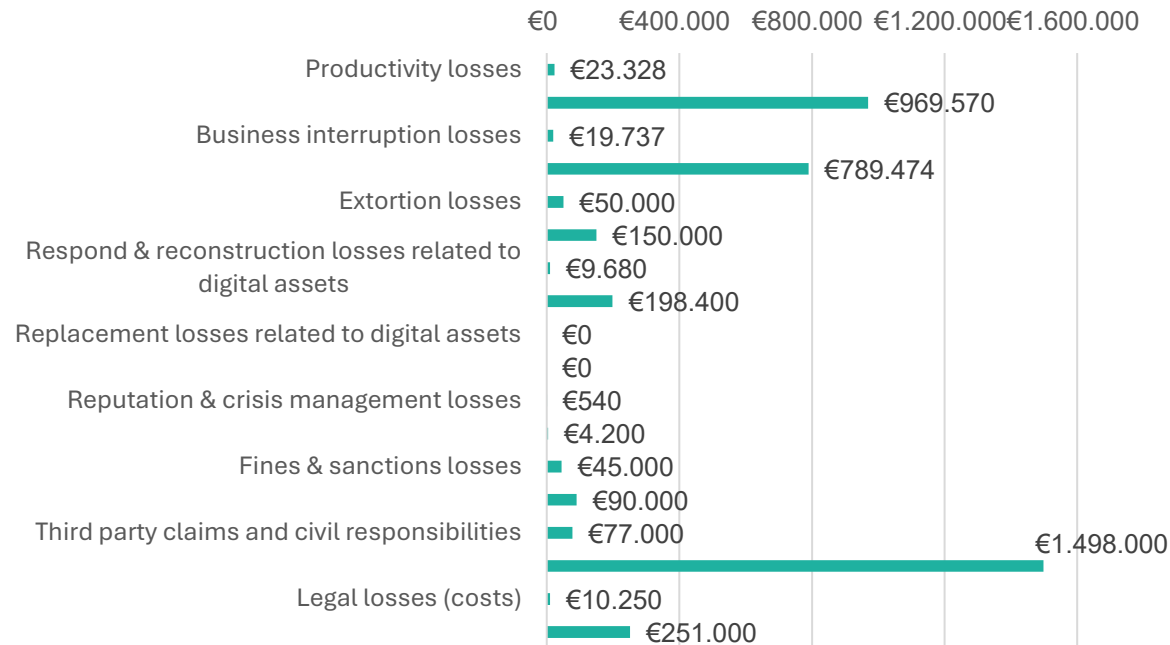 €0 €400.000 €800.000 €1.200.000 €1.600.000
Productivity losses €23.328
€969.570
Business interruption losses €19.737
€789.474
Extortion losses €50.000
€150.000
Respond & reconstruction losses related to
digital assets
€9.680
€198.400
Replacement losses related to digital assets €0
€0
Reputation & crisis management losses €540
€4.200
Fines & sanctions losses €45.000
€90.000
Third party claims and civil responsibilities €77.000
€1.498.000
Legal losses (costs) €10.250
€251.000